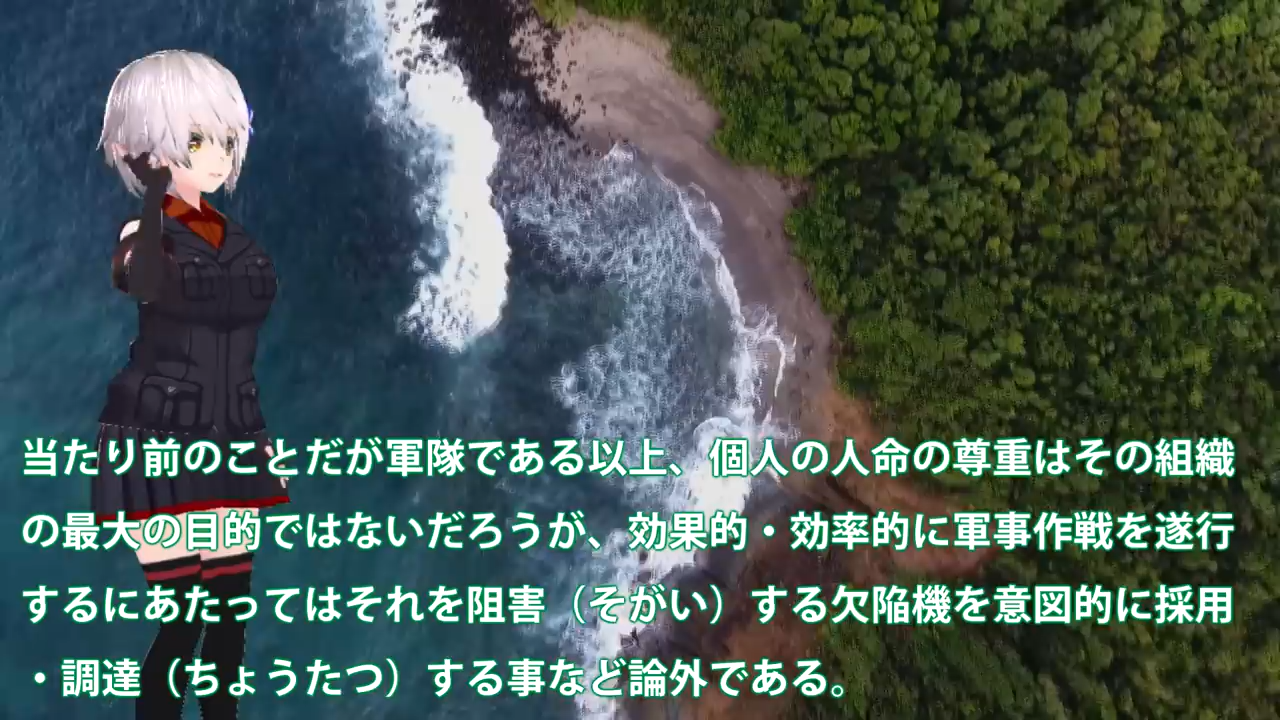 当たり前のことだが軍隊である以上、個人の人命の尊重はその組織
の最大の目的ではないだろうが、効果的・効率的に軍事作戦を遂行
するにあたってはそれを阻害（そがい）する欠陥機を意図的に採用
・調達（ちょうたつ）する事など論外である。